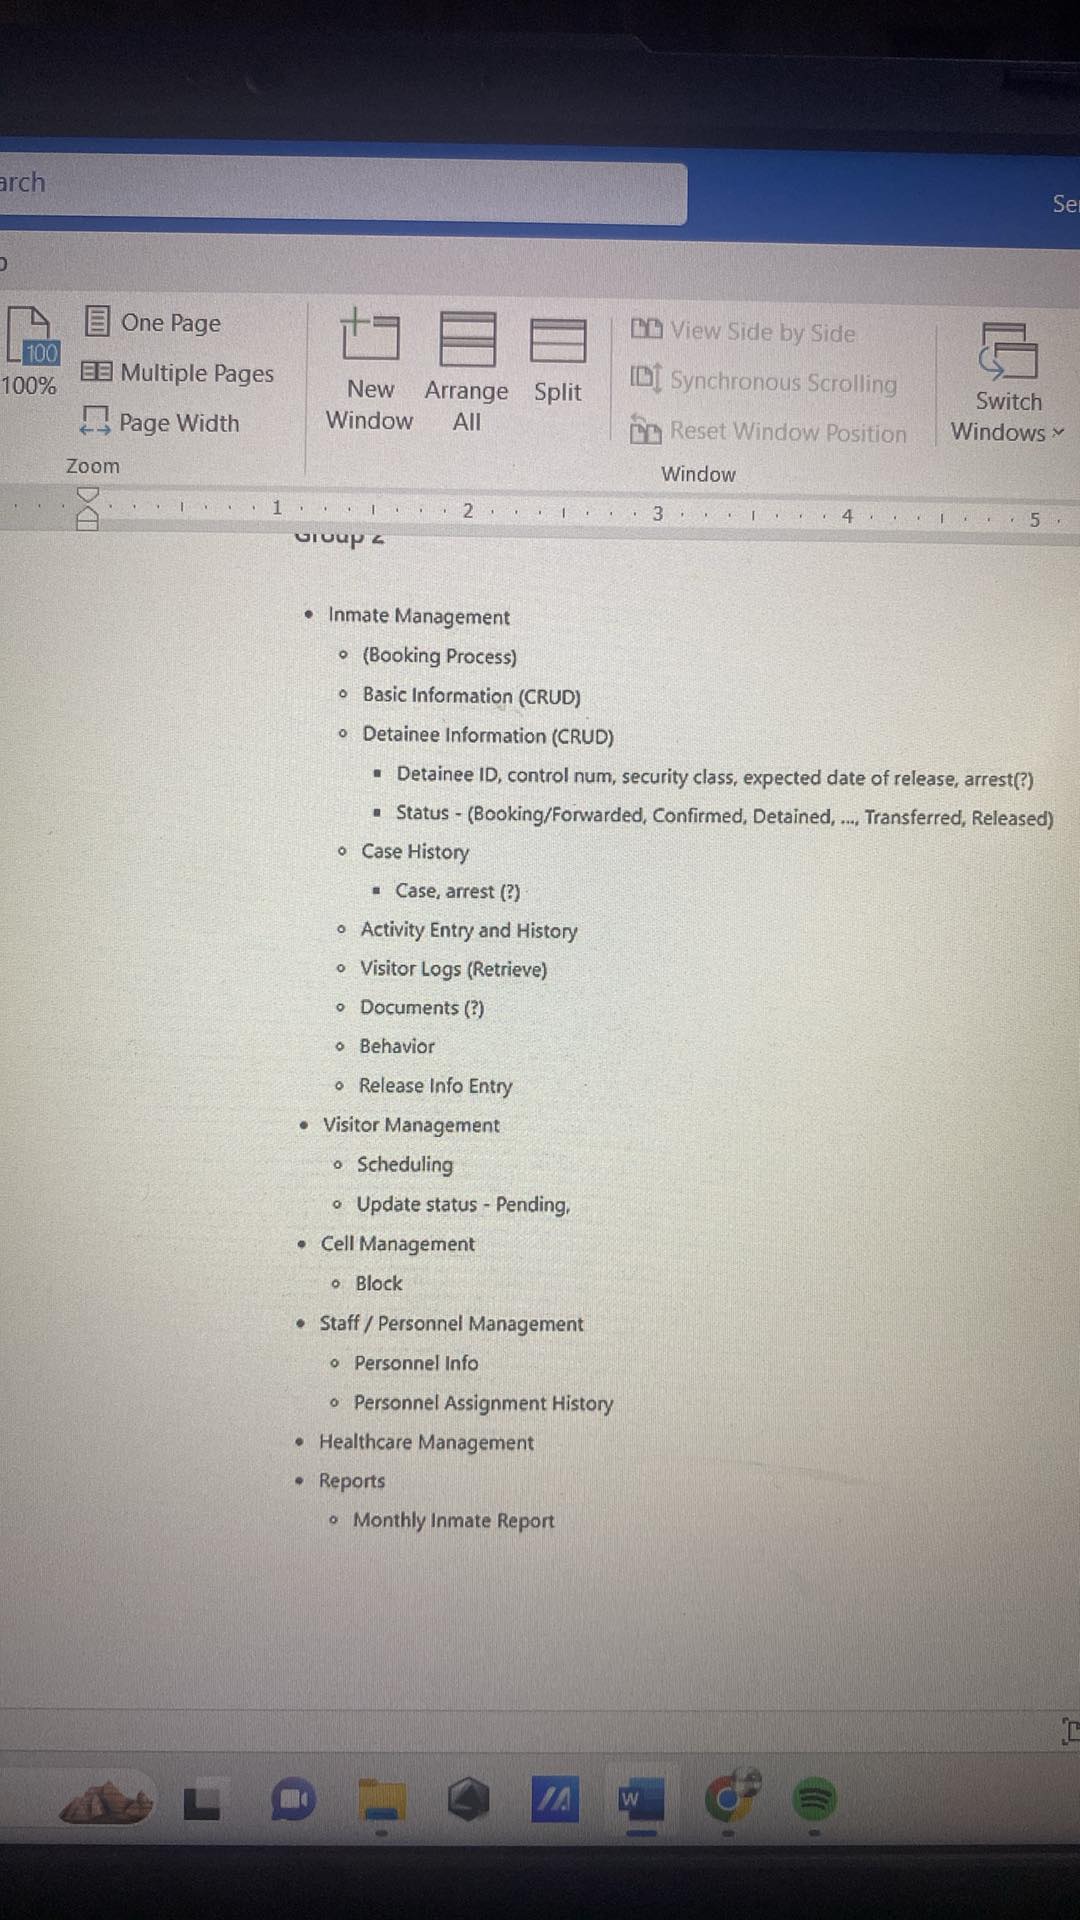 arch
Se
One Page
New Window
Arrange All
Split
View Side by Side
Switch Windows
100
100%
Multiple Pages
Synchronous Scrolling
Page Width
Reset Window Position
Zoom
Window
1 2 3 4 5
Group 2
• Inmate Management
o (Booking Process)
o Basic Information (CRUD)
o Detainee Information (CRUD)
▪ Detainee ID, control num, security class, expected date of release, arrest(?)
▪ Status - (Booking/Forwarded, Confirmed, Detained, ..., Transferred, Released)
o Case History
▪ Case, arrest (?)
o Activity Entry and History
o Visitor Logs (Retrieve)
o Documents (?)
o Behavior
o Release Info Entry
• Visitor Management
o Scheduling
o Update status - Pending,
• Cell Management
o Block
• Staff / Personnel Management
o Personnel Info
o Personnel Assignment History
• Healthcare Management
• Reports
o Monthly Inmate Report
W